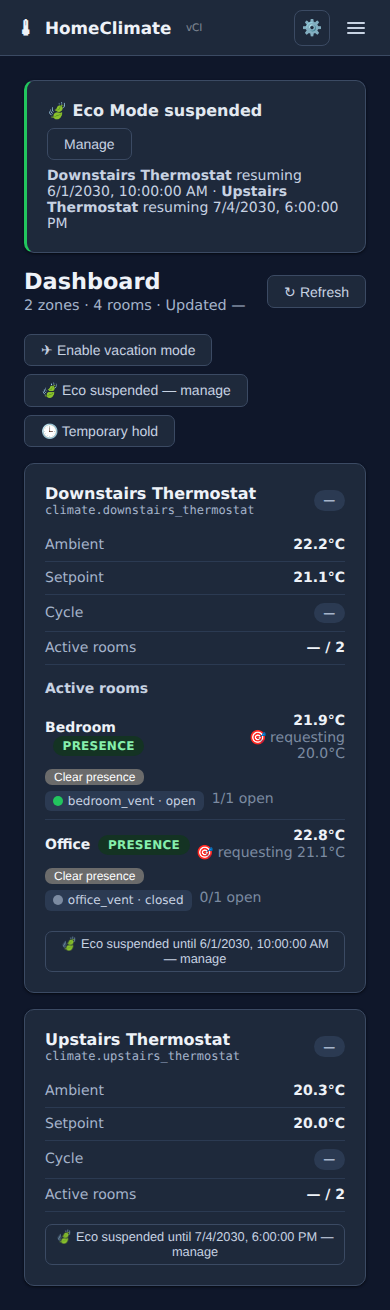 HomeClimate vCI
Eco Mode suspended
Manage
Downstairs Thermostat resuming
6/1/2030, 10:00:00 AM · Upstairs
Thermostat resuming 7/4/2030, 6:00:00
PM
Dashboard
2 zones · 4 rooms · Updated —
↻ Refresh
✈ Enable vacation mode
Eco suspended — manage
Temporary hold
Downstairs Thermostat
—
climate.downstairs_thermostat
Ambient 22.2°C
Setpoint 21.1°C
Cycle —
Active rooms — / 2
Active rooms
Bedroom
PRESENCE
21.9°C
🎯 requesting
20.0°C
Clear presence
bedroom_vent · open 1/1 open
Office PRESENCE
22.8°C
🎯 requesting 21.1°C
Clear presence
office_vent · closed 0/1 open
Eco suspended until 6/1/2030, 10:00:00 AM
— manage
Upstairs Thermostat
—
climate.upstairs_thermostat
Ambient 20.3°C
Setpoint 20.0°C
Cycle —
Active rooms — / 2
Eco suspended until 7/4/2030, 6:00:00 PM —
manage